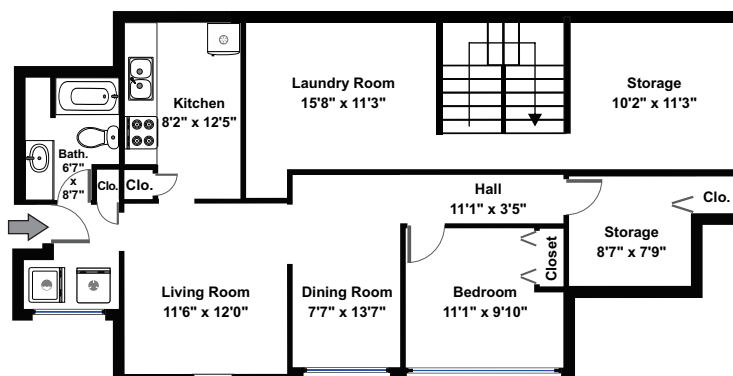 Kitchen
8'2" x 12'5"
Laundry Room
15'8" x 11'3"
Storage
10'2" x 11'3"
Bath.
6'7"
x
8'7"
Clo.
Clo.
Hall
11'1" x 3'5"
Clo.
Storage
8'7" x 7'9"
Closet
Living Room
11'6" x 12'0"
Dining Room
7'7" x 13'7"
Bedroom
11'1" x 9'10"